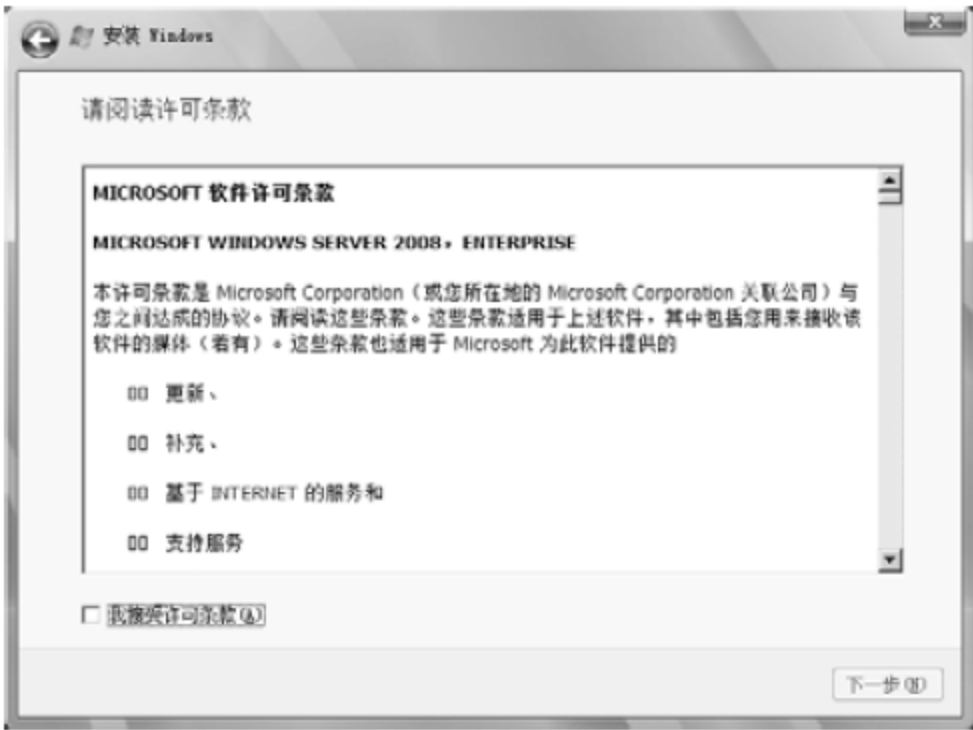 安装 Windows
请阅读许可条款
MICROSOFT 软件许可条款
MICROSOFT WINDOWS SERVER 2008，ENTERPRISE
本许可条款是 Microsoft Corporation（或您所在地的 Microsoft Corporation 关联公司）与
您之间达成的协议。请阅读这些条款。这些条款适用于上述软件，其中包括您用来接收该
软件的媒体（若有）。这些条款也适用于 Microsoft 为此软件提供的
更新、
补充、
基于 INTERNET 的服务和
支持服务
我接受许可条款(A)
下一步(N)